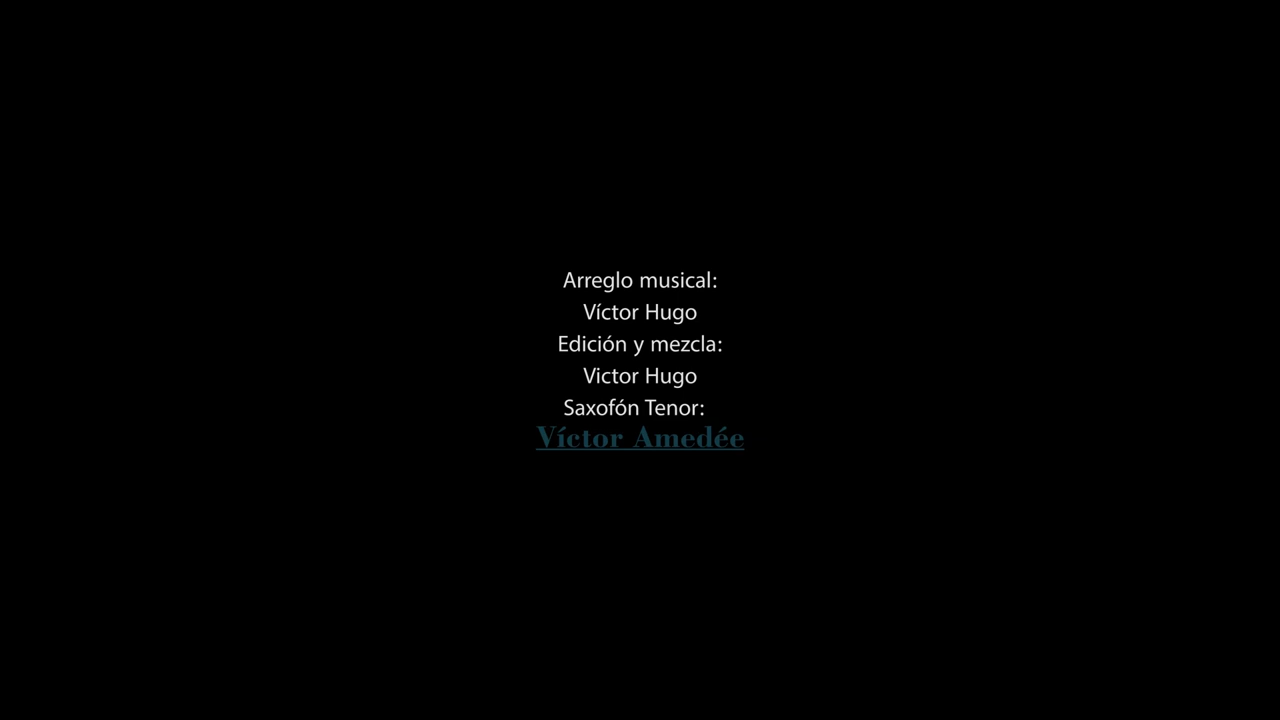 Arreglo musical:
Víctor Hugo
Edición y mezcla:
Victor Hugo
Saxofón Tenor:
Víctor Amedée